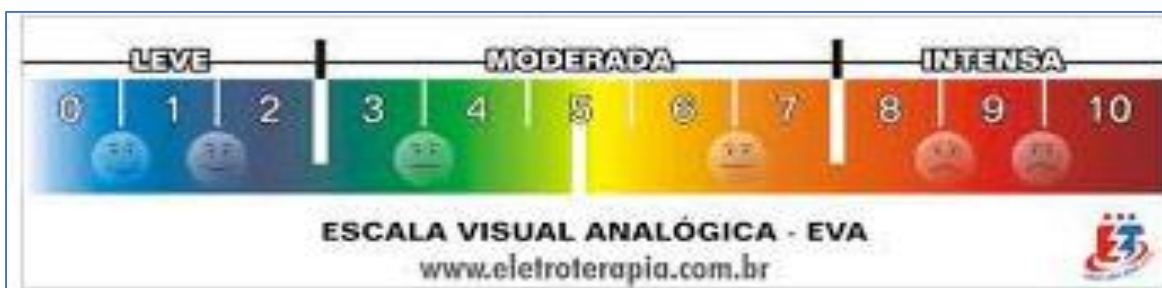 LEVE MODERADA INTENSA
0 1 2 3 4 5 6 7 8 9 10
ESCALA VISUAL ANALÓGICA - EVA
www.eletroterapia.com.br